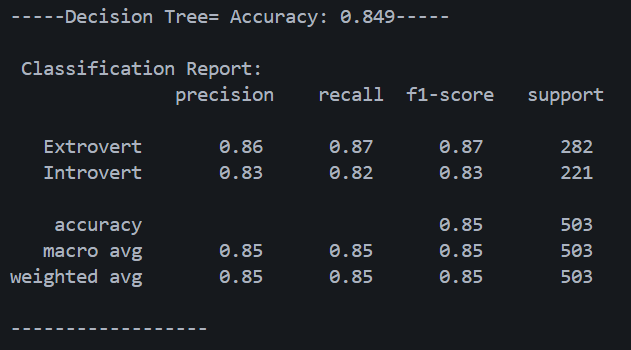 -----Decision Tree= Accuracy: 0.849-----
Classification Report:
precision recall f1-score support
Extrovert 0.86 0.87 0.87 282
Introvert 0.83 0.82 0.83 221
accuracy 0.85 503
macro avg 0.85 0.85 0.85 503
weighted avg 0.85 0.85 0.85 503
------------------